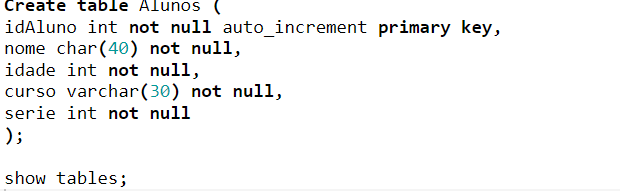 Create table Alunos (
idAluno int not null auto_increment primary key,
nome char(40) not null,
idade int not null,
curso varchar(30) not null,
serie int not null
);
show tables;